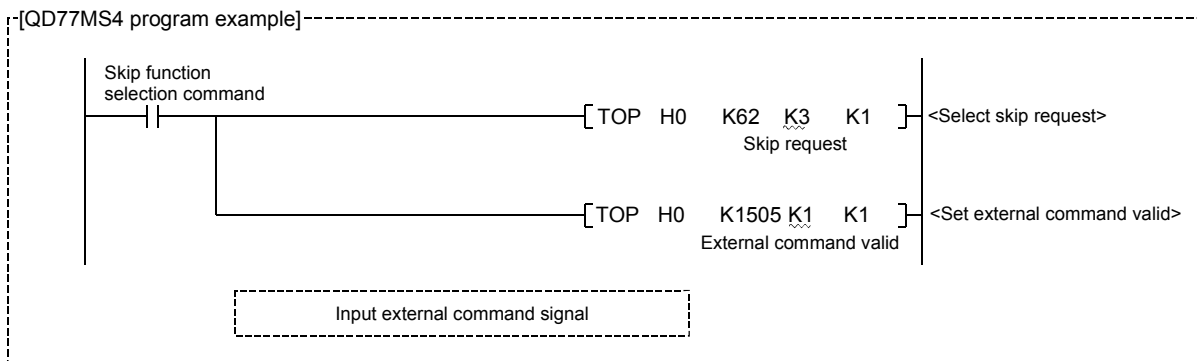 [QD77MS4 program example]
Skip function
selection command
TOP H0 K62 K3 K1 <Select skip request>
Skip request
TOP H0 K1505 K1 K1 <Set external command valid>
External command valid
Input external command signal